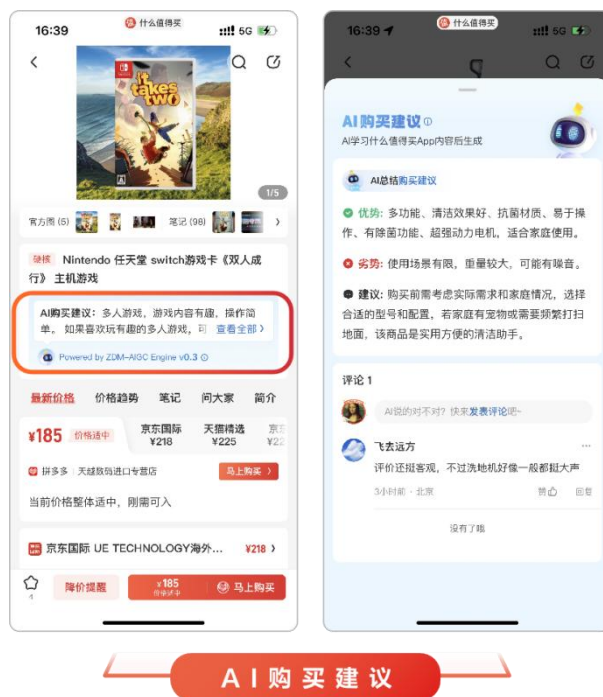 16:39
什么值得买
5G
It takes two
1/5
官方图 (5)
笔记 (98)
硬核 Nintendo 任天堂 switch游戏卡《双人成
行》 主机游戏
AI购买建议：多人游戏，游戏内容有趣，操作简
单。 如果喜欢玩有趣的多人游戏，可 查看全部
Powered by ZDM-AIGC Engine v0.3
最新价格 价格趋势 笔记 问大家 简介
¥185 价格适中
京东国际 ¥218
天猫精选 ¥225
京东
¥22
拼多多 天越数码进口专营店 马上购买
当前价格整体适中，刚需可入
京东国际 UE TECHNOLOGY海外... ¥218
降价提醒
¥185
价格适中
马上购买
16:39
什么值得买
5G
AI购买建议
AI学习什么值得买App内容后生成
AI总结购买建议
优势: 多功能、清洁效果好、抗菌材质、易于操
作、有除菌功能、超强动力电机，适合家庭使用。
劣势: 使用场景有限，重量较大，可能有噪音。
建议: 购买前需考虑实际需求和家庭情况，选择
合适的型号和配置。若家庭有宠物或需要频繁打扫
地面，该商品是实用方便的清洁助手。
评论 1
AI说的对不对？快来发表评论吧~
飞去远方
评价还挺客观，不过洗地机好像一般都挺大声
3小时前 · 北京 赞 回复
没有了哦
AI购买建议